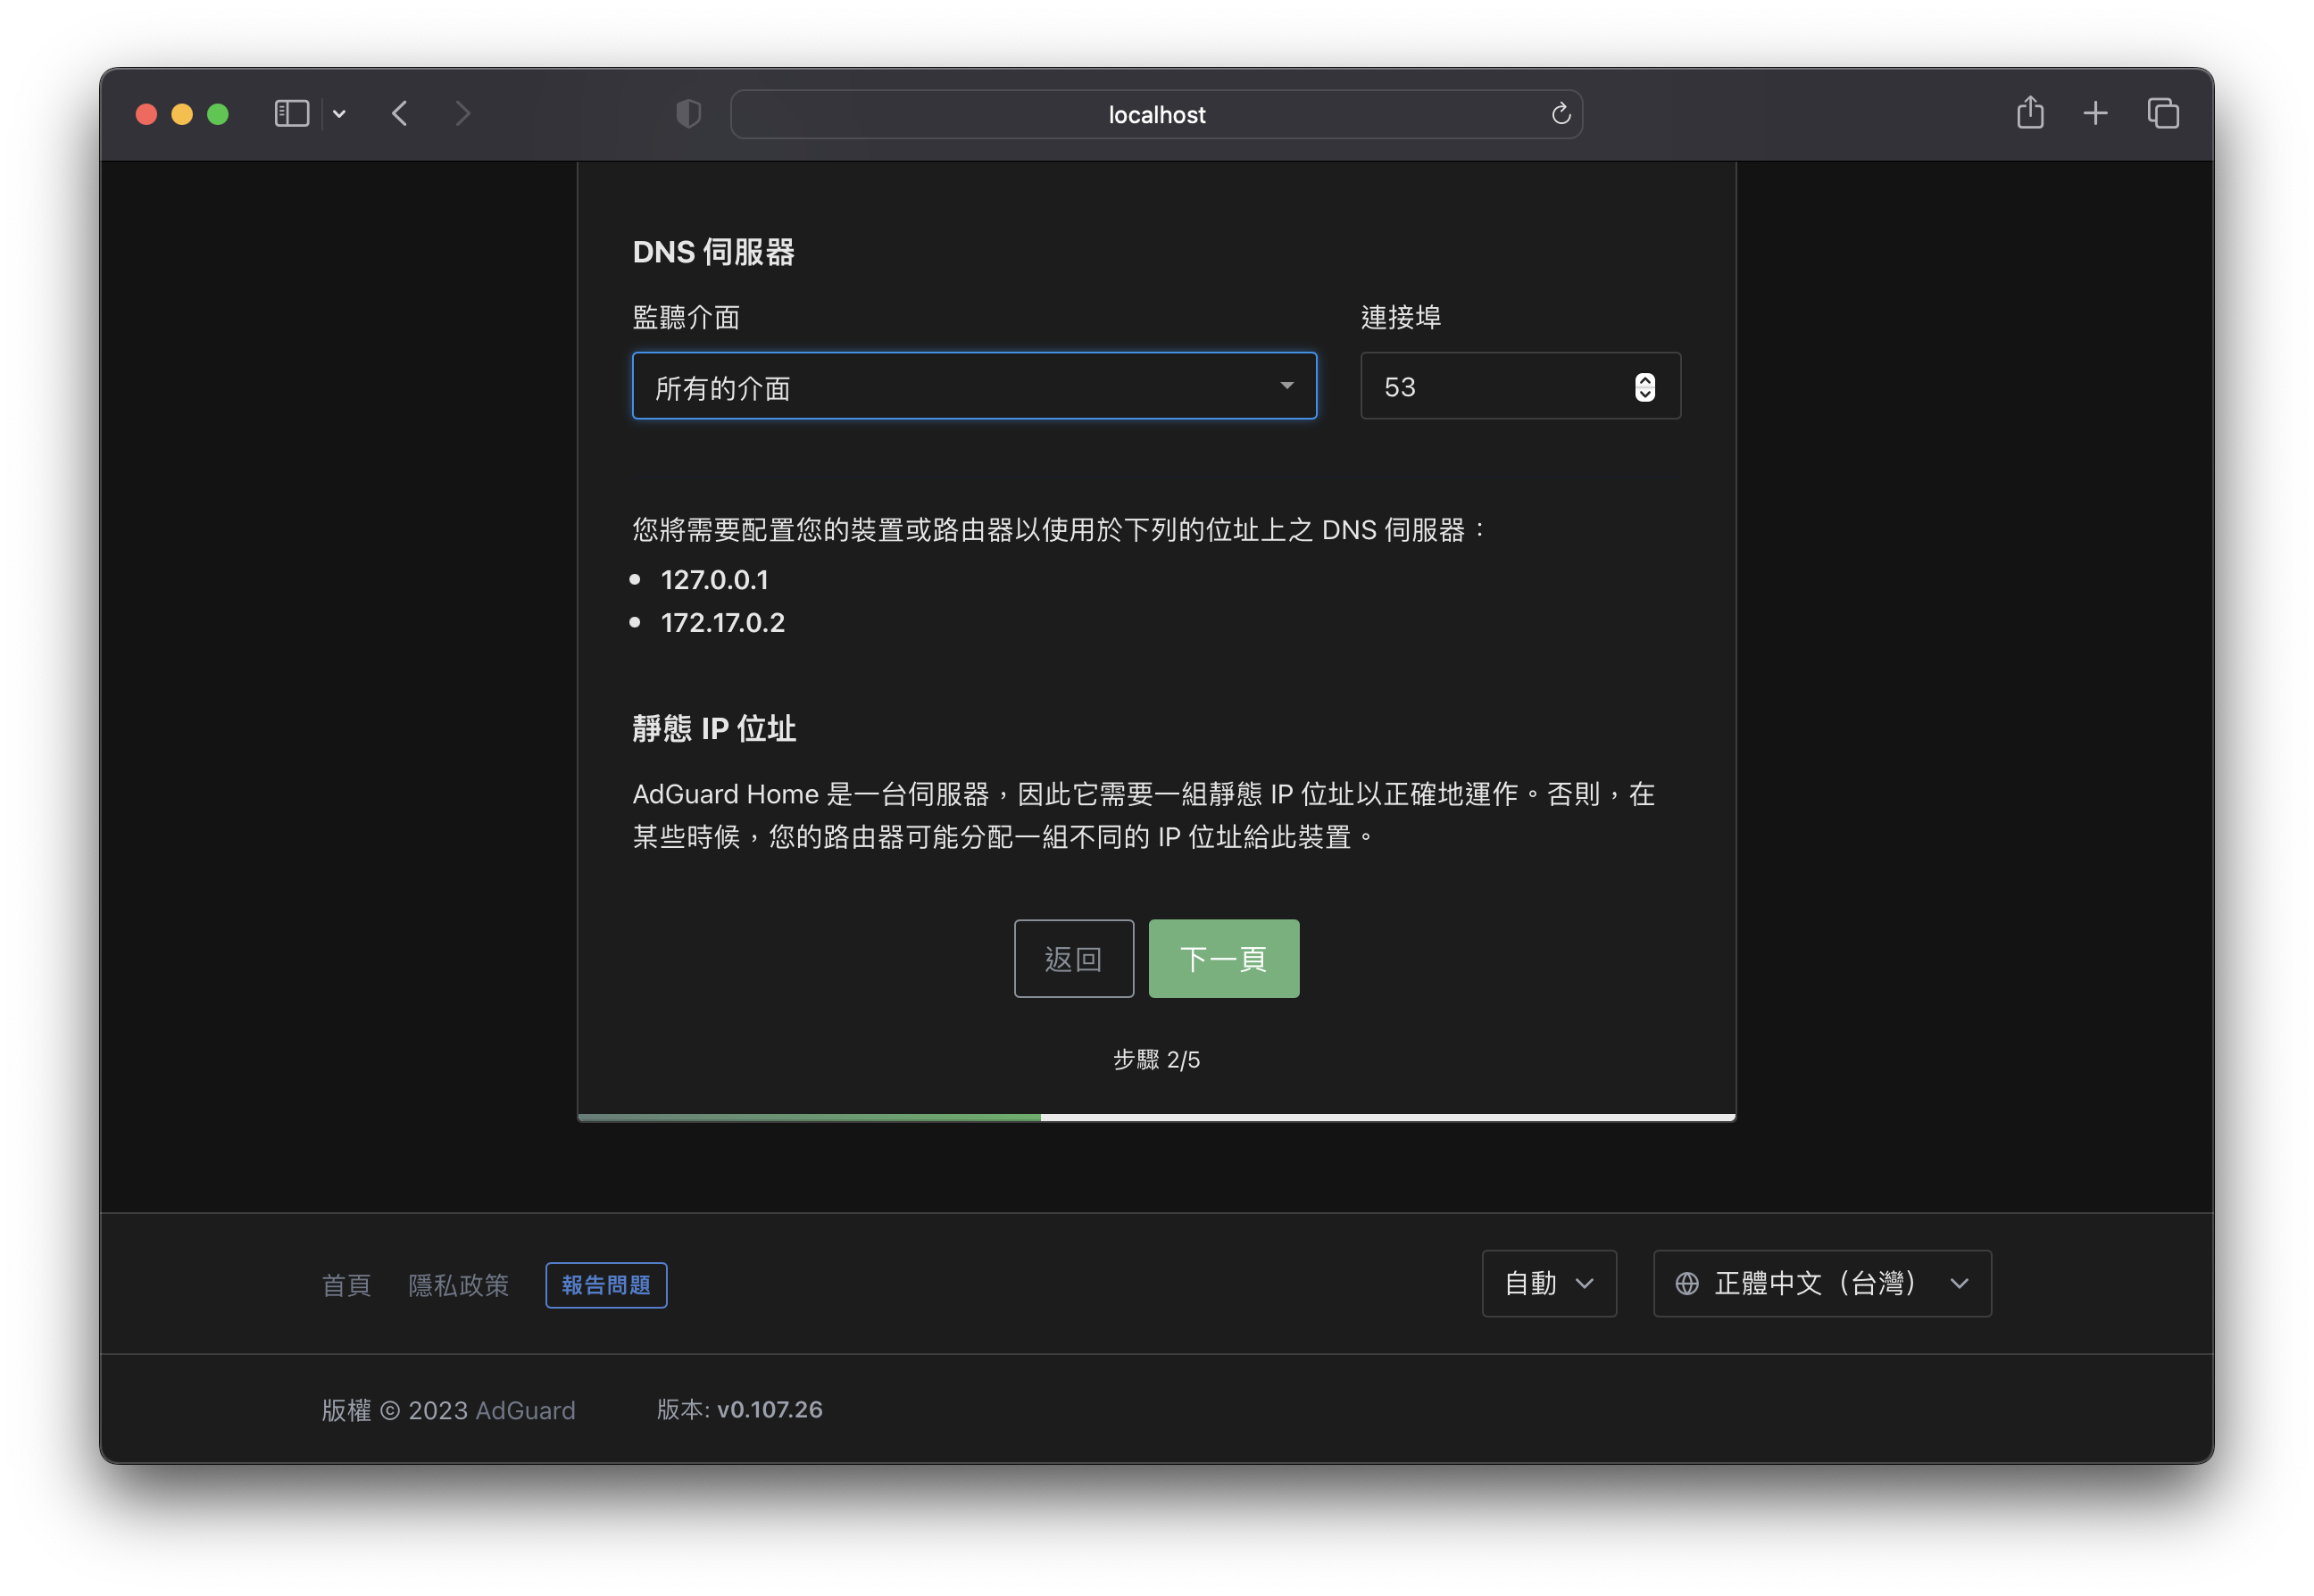 localhost
DNS 伺服器
監聽介面
連接埠
所有的介面
53
您將需要配置您的裝置或路由器以使用於下列的位址上之 DNS 伺服器：
127.0.0.1
172.17.0.2
靜態 IP 位址
AdGuard Home 是一台伺服器，因此它需要一組靜態 IP 位址以正確地運作。否則，在
某些時候，您的路由器可能分配一組不同的 IP 位址給此裝置。
返回
下一頁
步驟 2/5
首頁
隱私政策
報告問題
自動
正體中文（台灣）
版權 © 2023 AdGuard
版本: v0.107.26